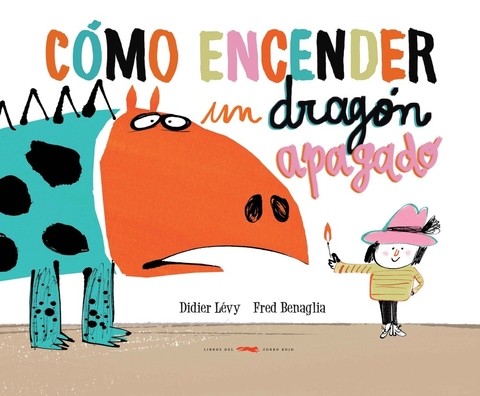 CÓMO ENCENDER
un dragón
apagado
Didier Lévy Fred Benaglia
LIBROS DEL ZORRO ROJO